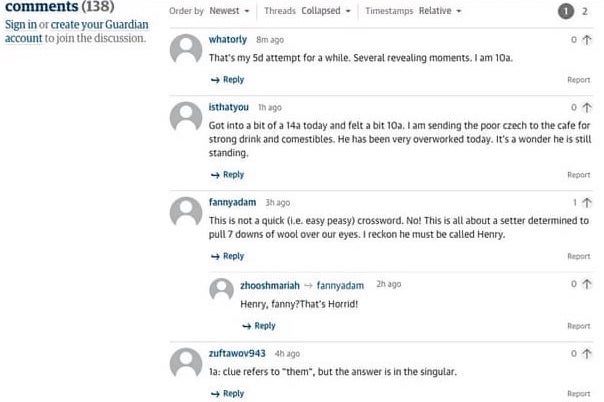 comments (138)
Sign in or create your Guardian
account to join the discussion.
Order by Newest Threads Collapsed Timestamps Relative 1 2
whatorly 8m ago 0
That's my 5d attempt for a while. Several revealing moments. I am 10a.
Reply Report
isthatyou 1h ago 0
Got into a bit of a 14a today and felt a bit 10a. I am sending the poor czech to the cafe for
strong drink and comestibles. He has been very overworked today. It's a wonder he is still
standing.
Reply Report
fannyadam 3h ago 1
This is not a quick (i.e. easy peasy) crossword. No! This is all about a setter determined to
pull 7 downs of wool over our eyes. I reckon he must be called Henry.
Reply Report
zhooshmariah → fannyadam 2h ago 0
Henry, fanny?That's Horrid!
Reply Report
zuftawov943 4h ago 0
1a: clue refers to "them", but the answer is in the singular.
Reply Report